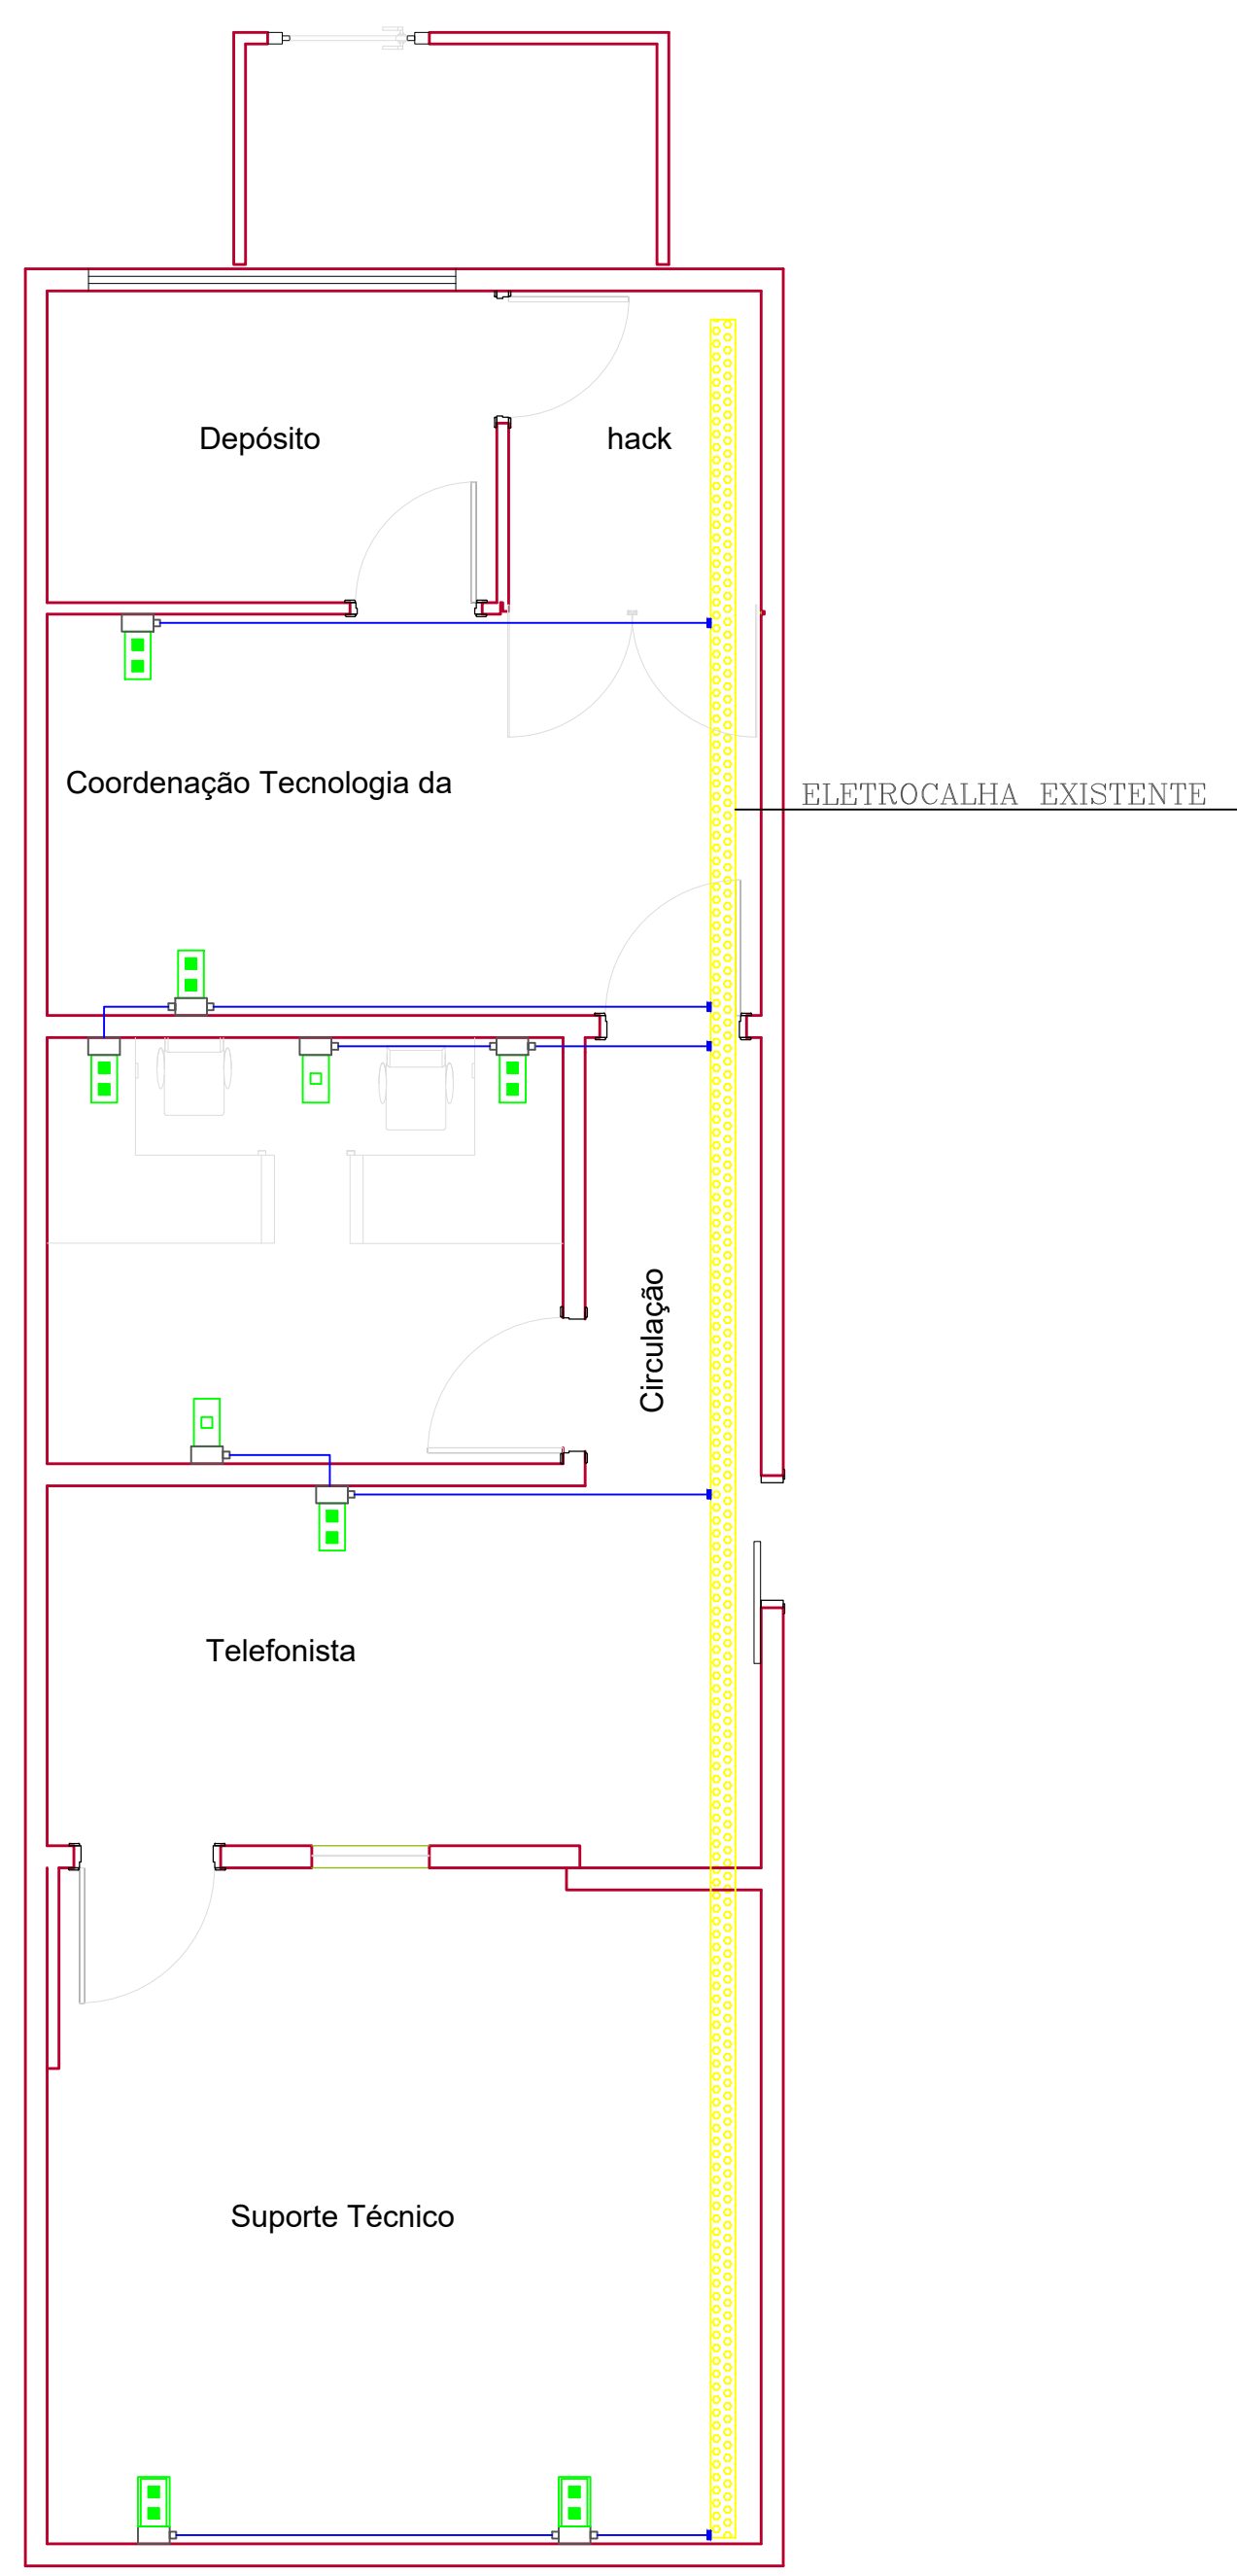 Depósito
hack
Coordenação Tecnologia da
ELETROCALHA EXISTENTE
Circulação
Telefonista
Suporte Técnico